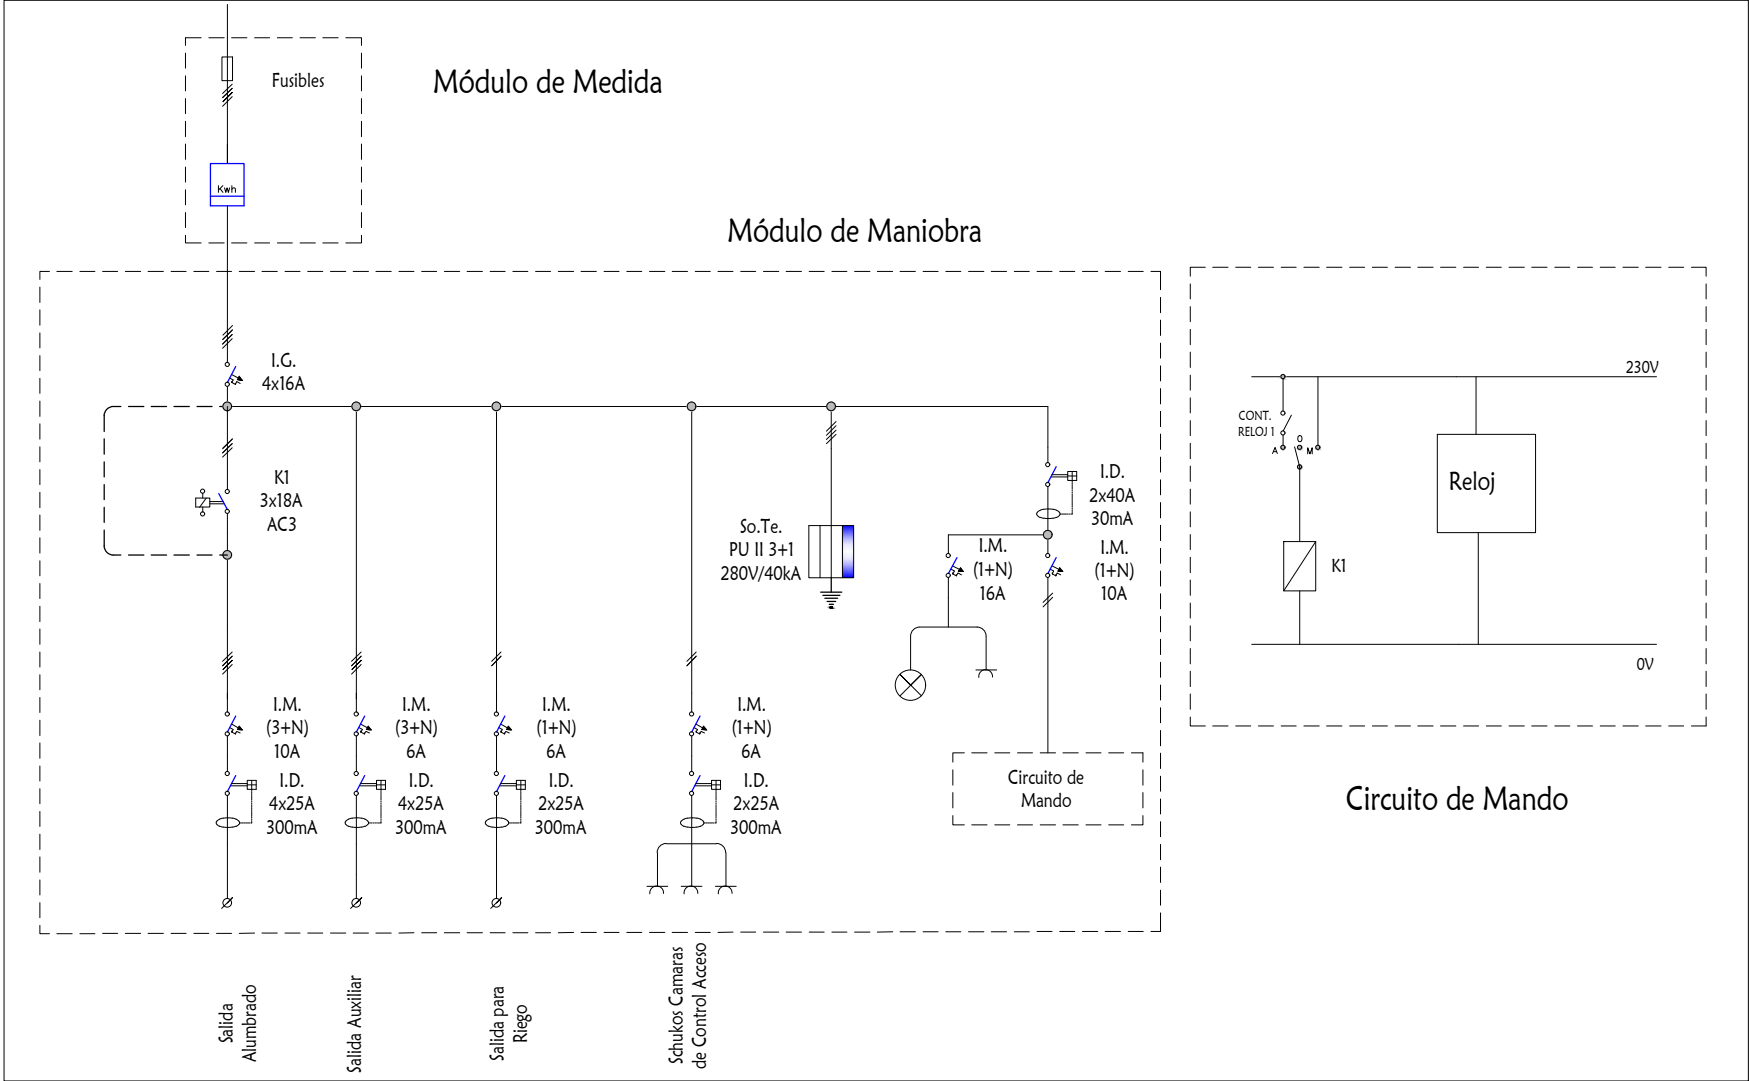 Fusibles
Módulo de Medida
Kwh
Módulo de Maniobra
I.G.
4x16A
K1
3x18A
AC3
So.Te.
PU II 3+1
280V/40kA
I.D.
2x40A
30mA
I.M.
(1+N)
16A
I.M.
(1+N)
10A
I.M.
(3+N)
10A
I.D.
4x25A
300mA
I.M.
(3+N)
6A
I.D.
4x25A
300mA
I.M.
(1+N)
6A
I.D.
2x25A
300mA
I.M.
(1+N)
6A
I.D.
2x25A
300mA
Circuito de
Mando
Salida
Alumbrado
Salida Auxiliar
Salida para
Riego
Schukos Camaras
de Control Acceso
230V
CONT.
RELOJ 1
A
O
M
Reloj
K1
0V
Circuito de Mando